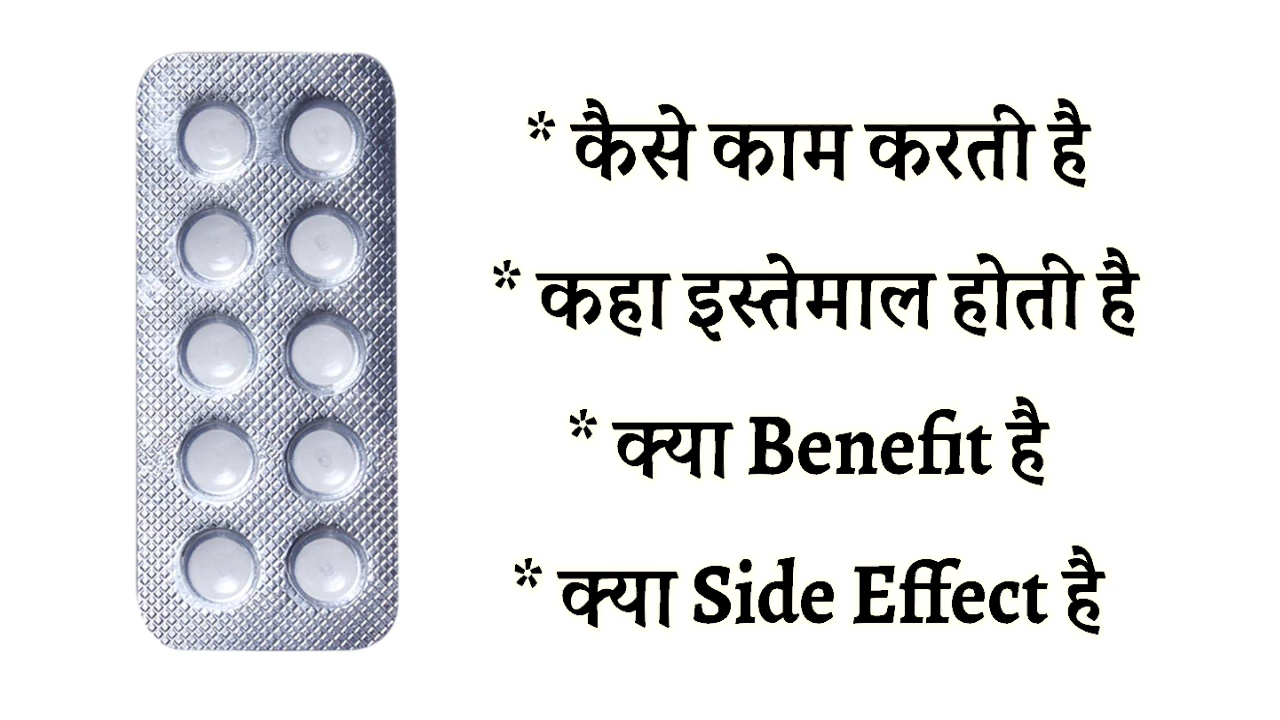 * कैसे काम करती है
* कहा इस्तेमाल होती है
* क्या Benefit है
* क्या Side Effect है